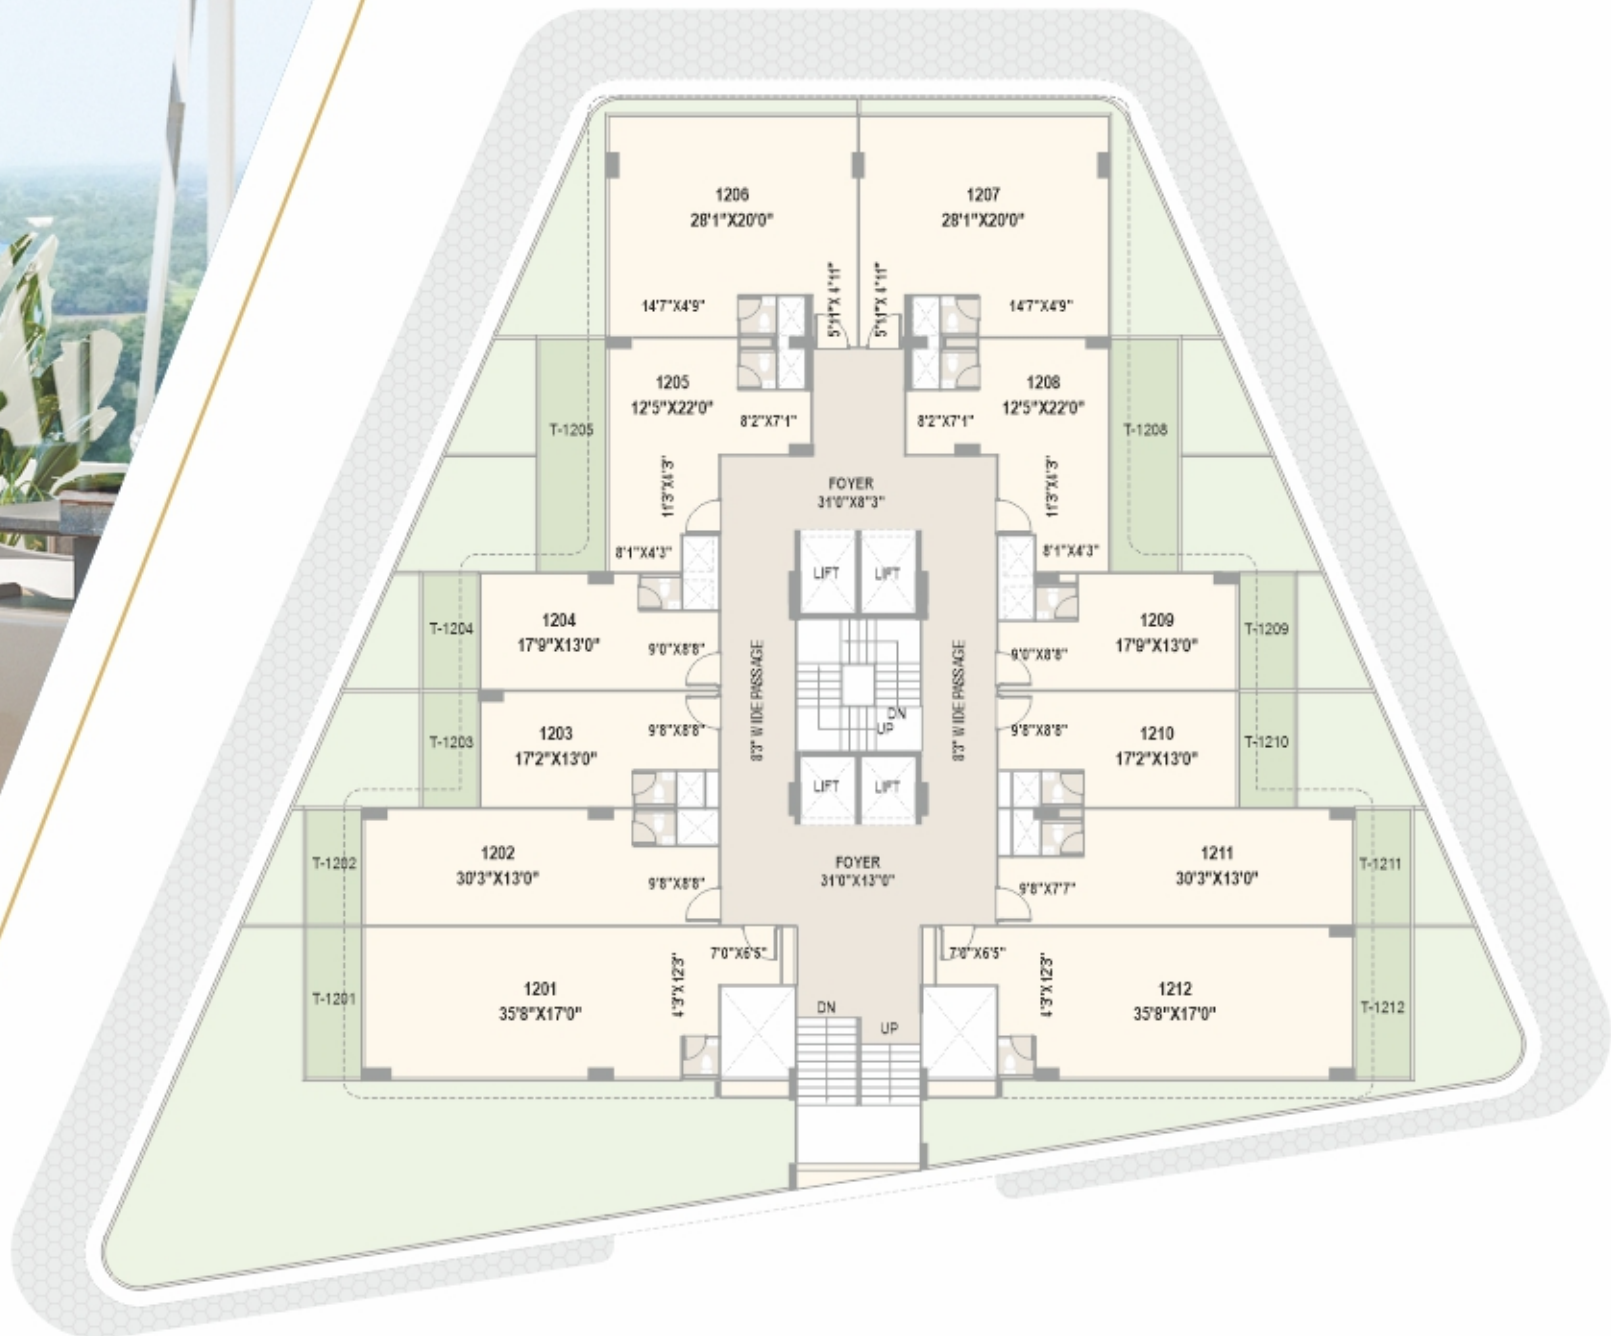 1206
28'1"X20'0"
1207
28'1"X20'0"
5'11"X 4'11"
5'11"X 4'11"
14'7"X4'9"
14'7"X4'9"
1205
12'5"X22'0"
1208
12'5"X22'0"
8'2"X7'1"
8'2"X7'1"
T-1205
T-1208
11'3"X4'3"
FOYER
31'0"X8'3"
11'3"X4'3"
8'1"X4'3"
8'1"X4'3"
LIFT
LIFT
T-1204
1204
17'9"X13'0"
9'0"X8'8"
8'3" WIDE PASSAGE
8'3" WIDE PASSAGE
9'0"X8'8"
1209
17'9"X13'0"
T-1209
DN
UP
T-1203
1203
17'2"X13'0"
9'8"X8'8"
9'8"X8'8"
1210
17'2"X13'0"
T-1210
LIFT
LIFT
T-1202
1202
30'3"X13'0"
9'8"X8'8"
FOYER
31'0"X13'0"
9'8"X7'7"
1211
30'3"X13'0"
T-1211
7'0"X6'5"
7'0"X6'5"
T-1201
1201
35'8"X17'0"
4'3"X12'3"
DN
UP
4'3"X12'3"
1212
35'8"X17'0"
T-1212